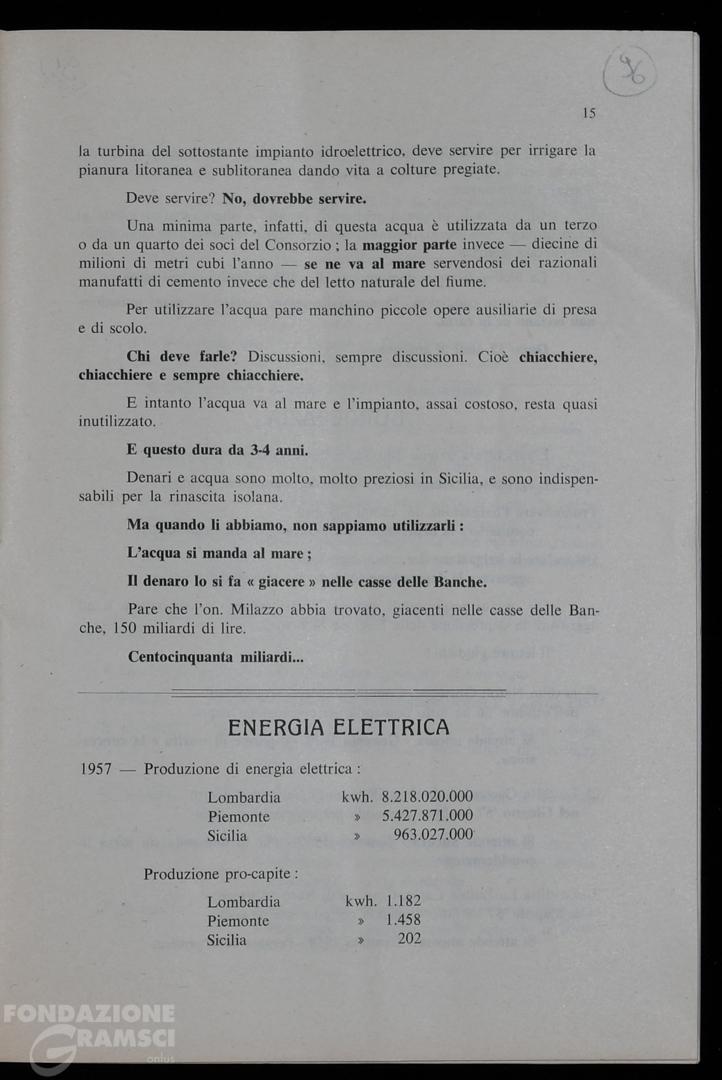 96
15
la turbina del sottostante impianto idroelettrico, deve servire per irrigare la
pianura litoranea e sublitoranea dando vita a colture pregiate.
Deve servire? No, dovrebbe servire.
Una minima parte, infatti, di questa acqua è utilizzata da un terzo
o da un quarto dei soci del Consorzio ; la maggior parte invece — diecine di
milioni di metri cubi l'anno — se ne va al mare servendosi dei razionali
manufatti di cemento invece che del letto naturale del fiume.
Per utilizzare l'acqua pare manchino piccole opere ausiliarie di presa
e di scolo.
Chi deve farle? Discussioni, sempre discussioni. Cioè chiacchiere,
chiacchiere e sempre chiacchiere.
E intanto l'acqua va al mare e l'impianto, assai costoso, resta quasi
inutilizzato.
E questo dura da 3-4 anni.
Denari e acqua sono molto, molto preziosi in Sicilia, e sono indispen-
sabili per la rinascita isolana.
Ma quando li abbiamo, non sappiamo utilizzarli :
L'acqua si manda al mare ;
Il denaro lo si fa « giacere » nelle casse delle Banche.
Pare che l'on. Milazzo abbia trovato, giacenti nelle casse delle Ban-
che, 150 miliardi di lire.
Centocinquanta miliardi...
ENERGIA ELETTRICA
1957 — Produzione di energia elettrica :
Lombardia kwh. 8.218.020.000
Piemonte » 5.427.871.000
Sicilia » 963.027.000
Produzione pro-capite :
Lombardia kwh. 1.182
Piemonte » 1.458
Sicilia » 202
FONDAZIONE
GRAMSCI
onlus